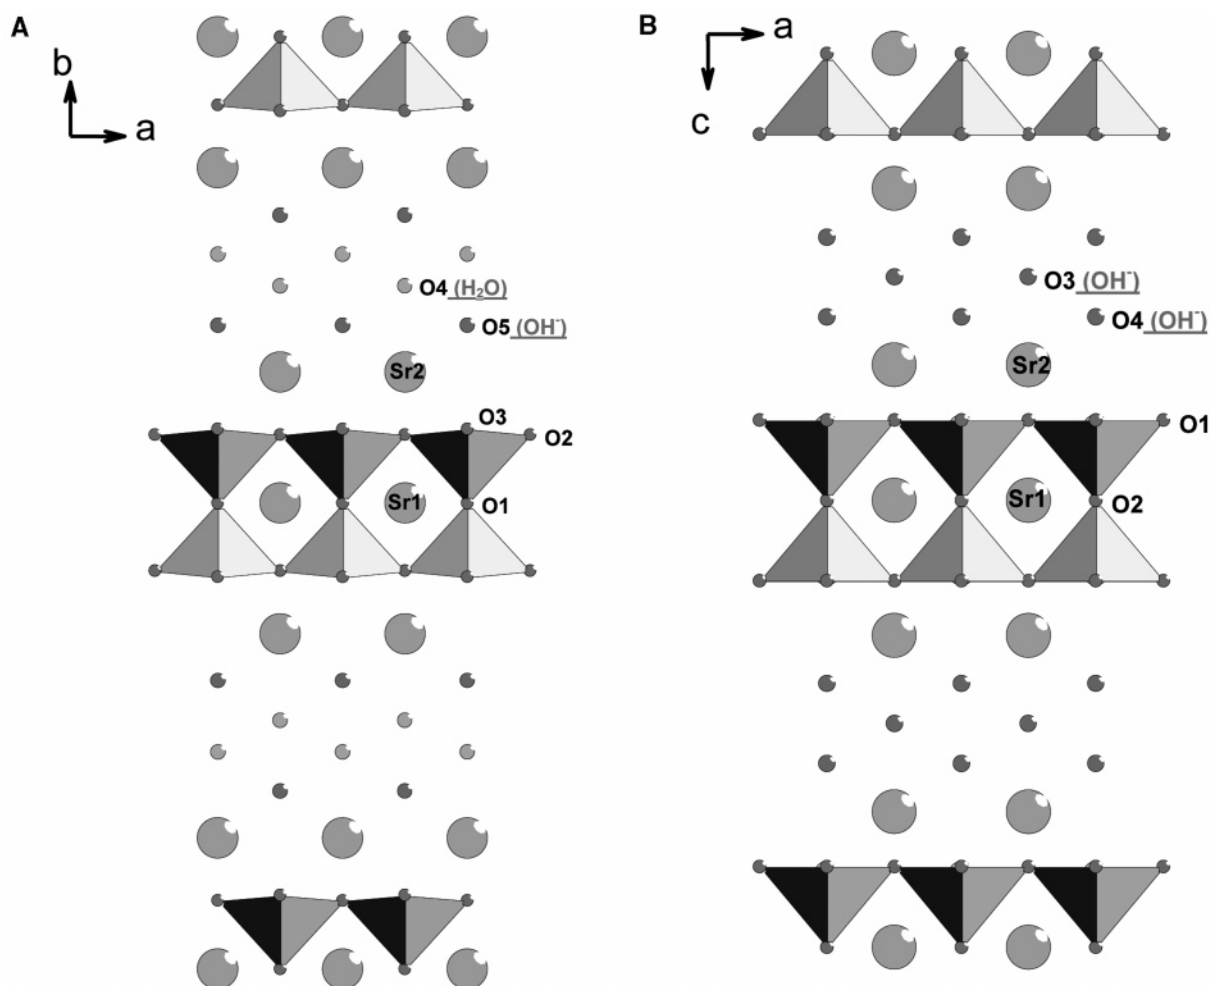 A
b
a
O4 (H₂O)
O5 (OH⁻)
Sr2
O3
O2
Sr1
O1
B
a
c
O3 (OH⁻)
O4 (OH⁻)
Sr2
O1
Sr1
O2